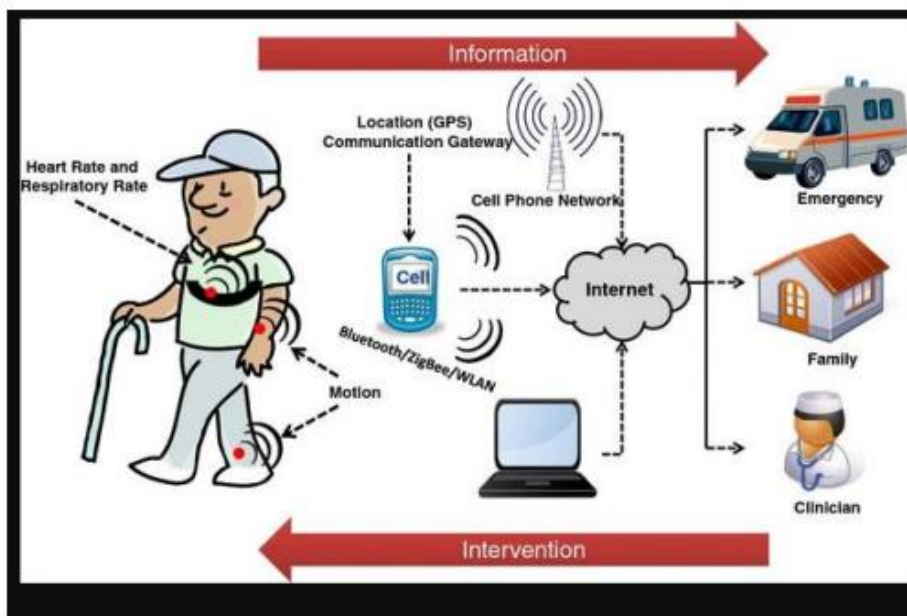 Information
Location (GPS)
Communication Gateway
Heart Rate and
Respiratory Rate
Cell Phone Network
Emergency
Cell
Internet
Bluetooth/ZigBee/WLAN
Family
Motion
Clinician
Intervention